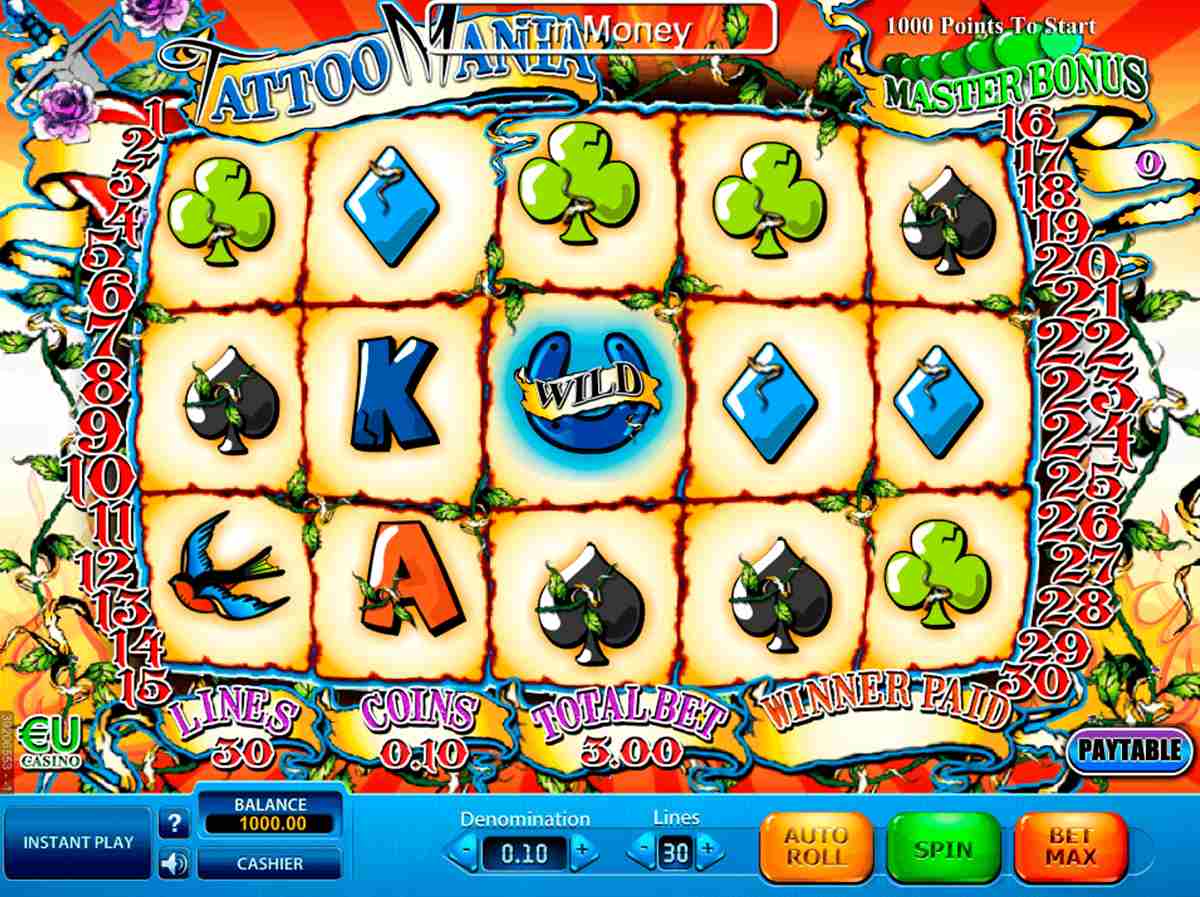 Fun Money
TATTOO MANIA
1000 Points To Start
MASTER BONUS
0
1
2
3
4
5
6
7
8
9
10
11
12
13
14
15
16
17
18
19
20
21
22
23
24
25
26
27
28
29
30
K
WILD
A
LINES
30
COINS
0.10
TOTAL BET
3.00
WINNER PAID
€U
CASINO
PAYTABLE
INSTANT PLAY
?
BALANCE
1000.00
CASHIER
Denomination
- 0.10 +
Lines
- 30 +
AUTO
ROLL
SPIN
BET
MAX